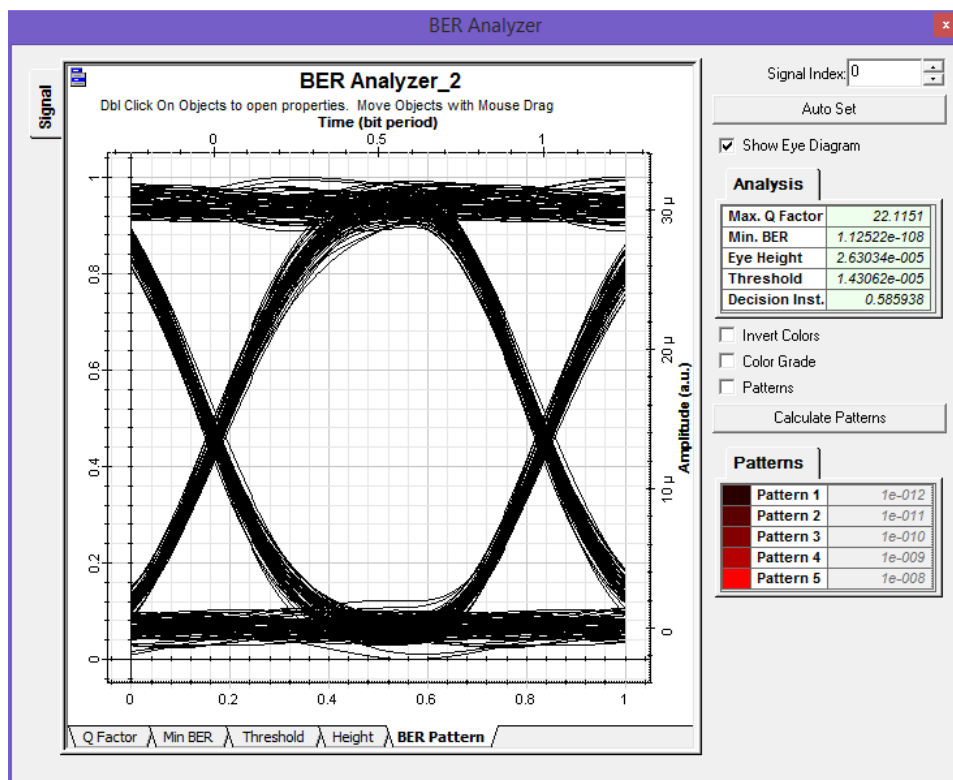 BER Analyzer
x
Signal
BER Analyzer_2
Dbl Click On Objects to open properties. Move Objects with Mouse Drag
Time (bit period)
0 0.5 1
1
0.8
0.6
0.4
0.2
0
30 µ
20 µ
10 µ
0
Amplitude (a.u.)
0 0.2 0.4 0.6 0.8 1
Q Factor Min BER Threshold Height BER Pattern
Signal Index: 0
Auto Set
Show Eye Diagram
Analysis
Max. Q Factor 22.1151
Min. BER 1.12522e-108
Eye Height 2.63034e-005
Threshold 1.43062e-005
Decision Inst. 0.585938
Invert Colors
Color Grade
Patterns
Calculate Patterns
Patterns
Pattern 1 1e-012
Pattern 2 1e-011
Pattern 3 1e-010
Pattern 4 1e-009
Pattern 5 1e-008